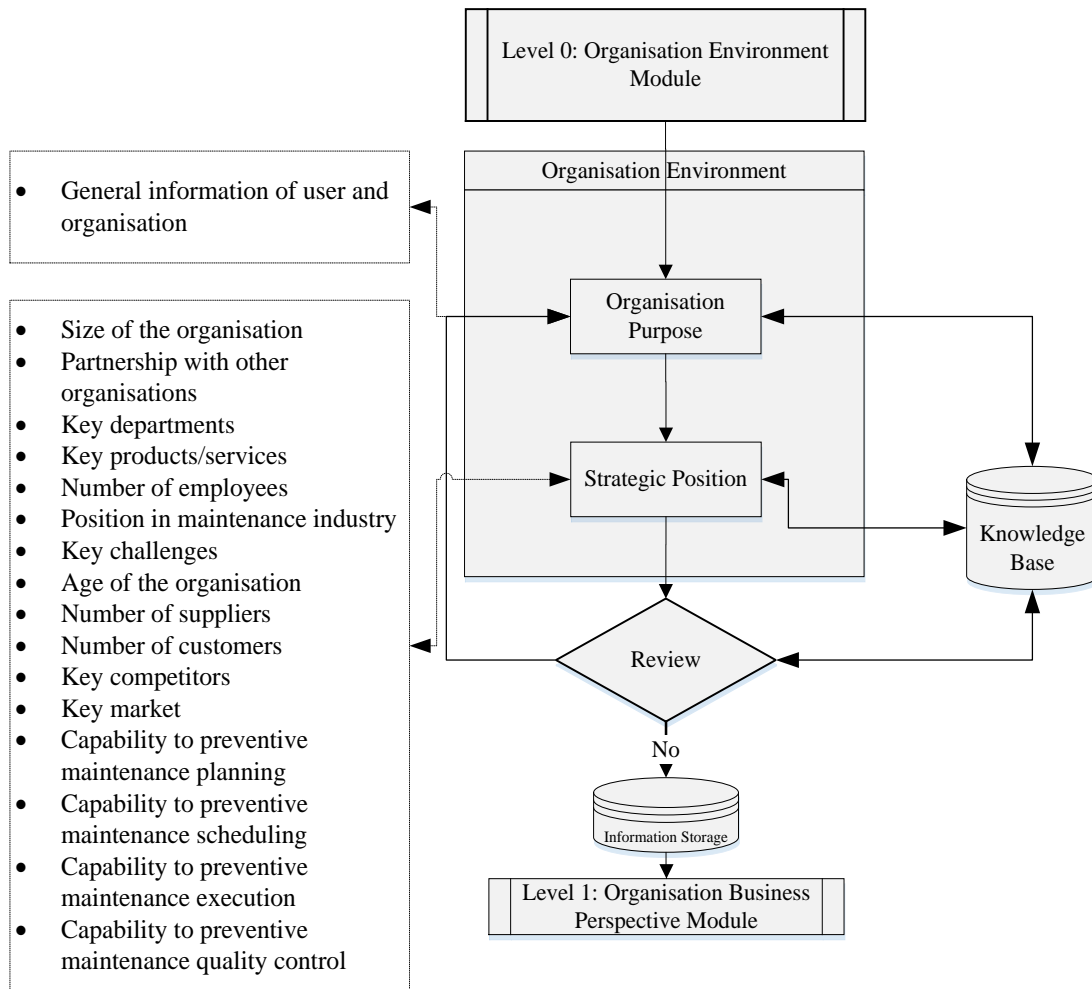 Level 0: Organisation Environment
Module
Organisation Environment
• General information of user and
organisation
Organisation
Purpose
• Size of the organisation
• Partnership with other
organisations
• Key departments
• Key products/services
• Number of employees
• Position in maintenance industry
• Key challenges
• Age of the organisation
• Number of suppliers
• Number of customers
• Key competitors
• Key market
• Capability to preventive
maintenance planning
• Capability to preventive
maintenance scheduling
• Capability to preventive
maintenance execution
• Capability to preventive
maintenance quality control
Strategic Position
Knowledge
Base
Review
No
Information Storage
Level 1: Organisation Business
Perspective Module